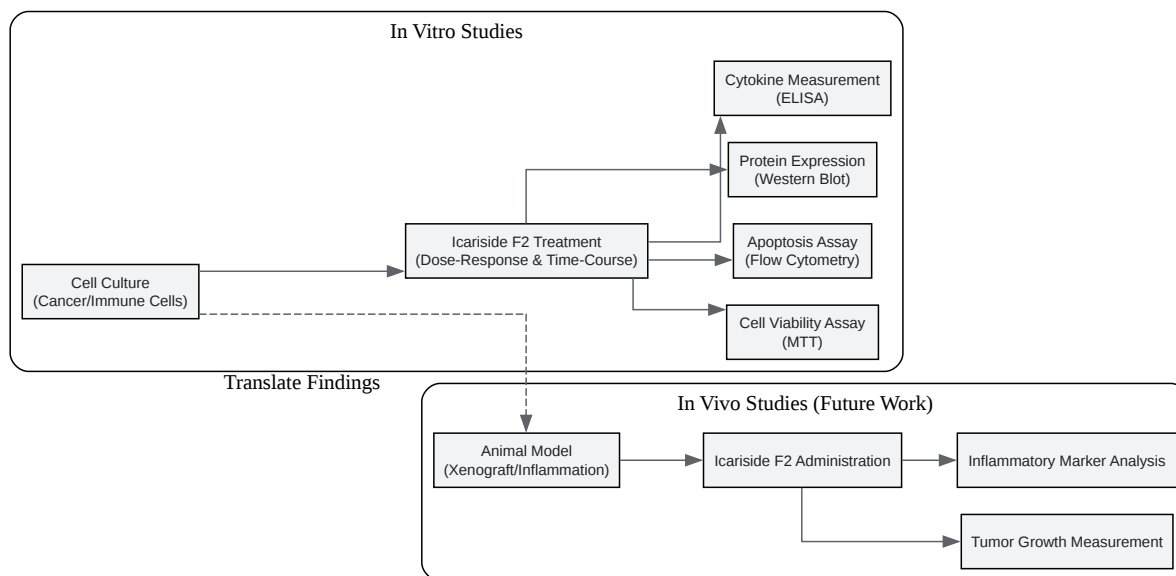 In Vitro Studies
Cytokine Measurement
(ELISA)
Protein Expression
(Western Blot)
Icariside F2 Treatment
(Dose-Response & Time-Course)
Apoptosis Assay
(Flow Cytometry)
Cell Culture
(Cancer/Immune Cells)
Cell Viability Assay
(MTT)
Translate Findings
In Vivo Studies (Future Work)
Animal Model
(Xenograft/Inflammation)
Icariside F2 Administration
Inflammatory Marker Analysis
Tumor Growth Measurement